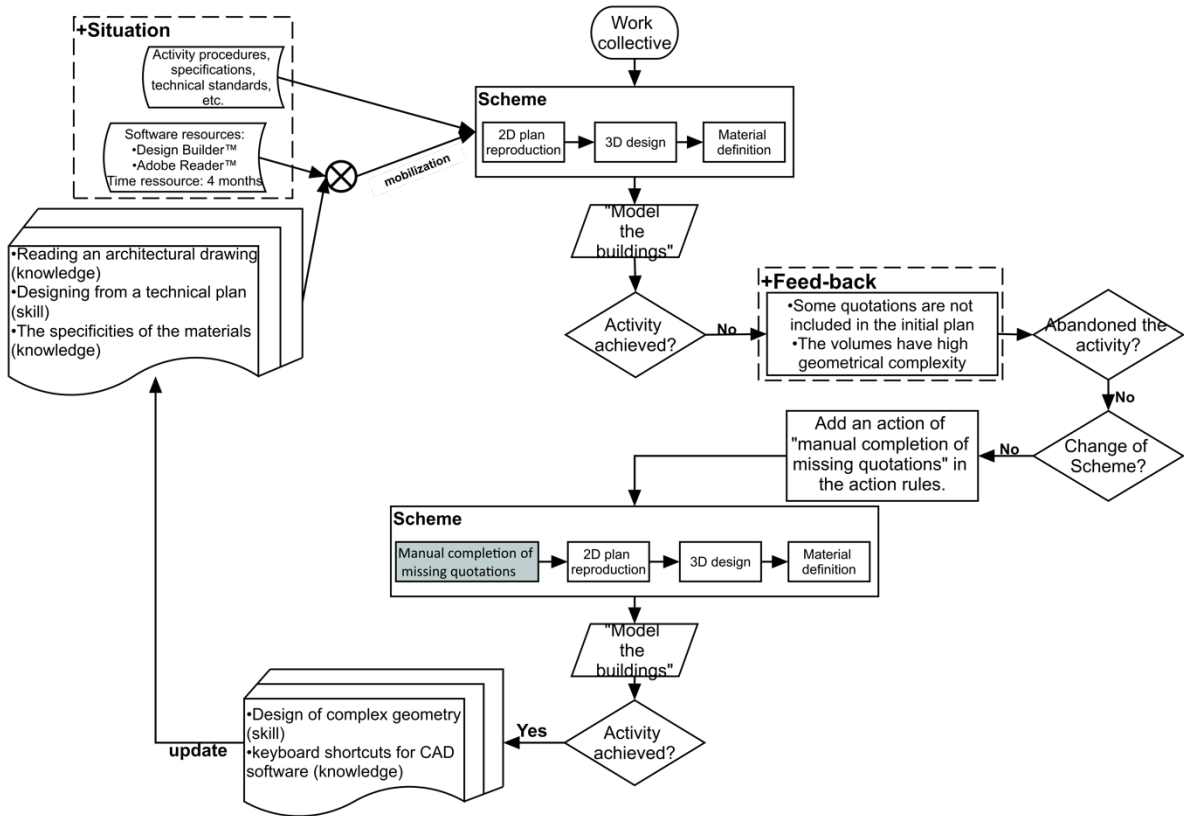 +Situation
Activity procedures,
specifications,
technical standards,
etc.
Software resources:
•Design Builder™
•Adobe Reader™
Time ressource: 4 months
•Reading an architectural drawing
(knowledge)
•Designing from a technical plan
(skill)
•The specificities of the materials
(knowledge)
mobilization
Work
collective
Scheme
2D plan
reproduction
3D design
Material
definition
"Model
the
buildings"
Activity
achieved?
No
+Feed-back
•Some quotations are not
included in the initial plan
•The volumes have high
geometrical complexity
Abandoned the
activity?
No
Change of
Scheme?
No
Add an action of
"manual completion of
missing quotations" in
the action rules.
Scheme
Manual completion of
missing quotations
2D plan
reproduction
3D design
Material
definition
"Model
the
buildings"
Activity
achieved?
Yes
•Design of complex geometry
(skill)
•keyboard shortcuts for CAD
software (knowledge)
update